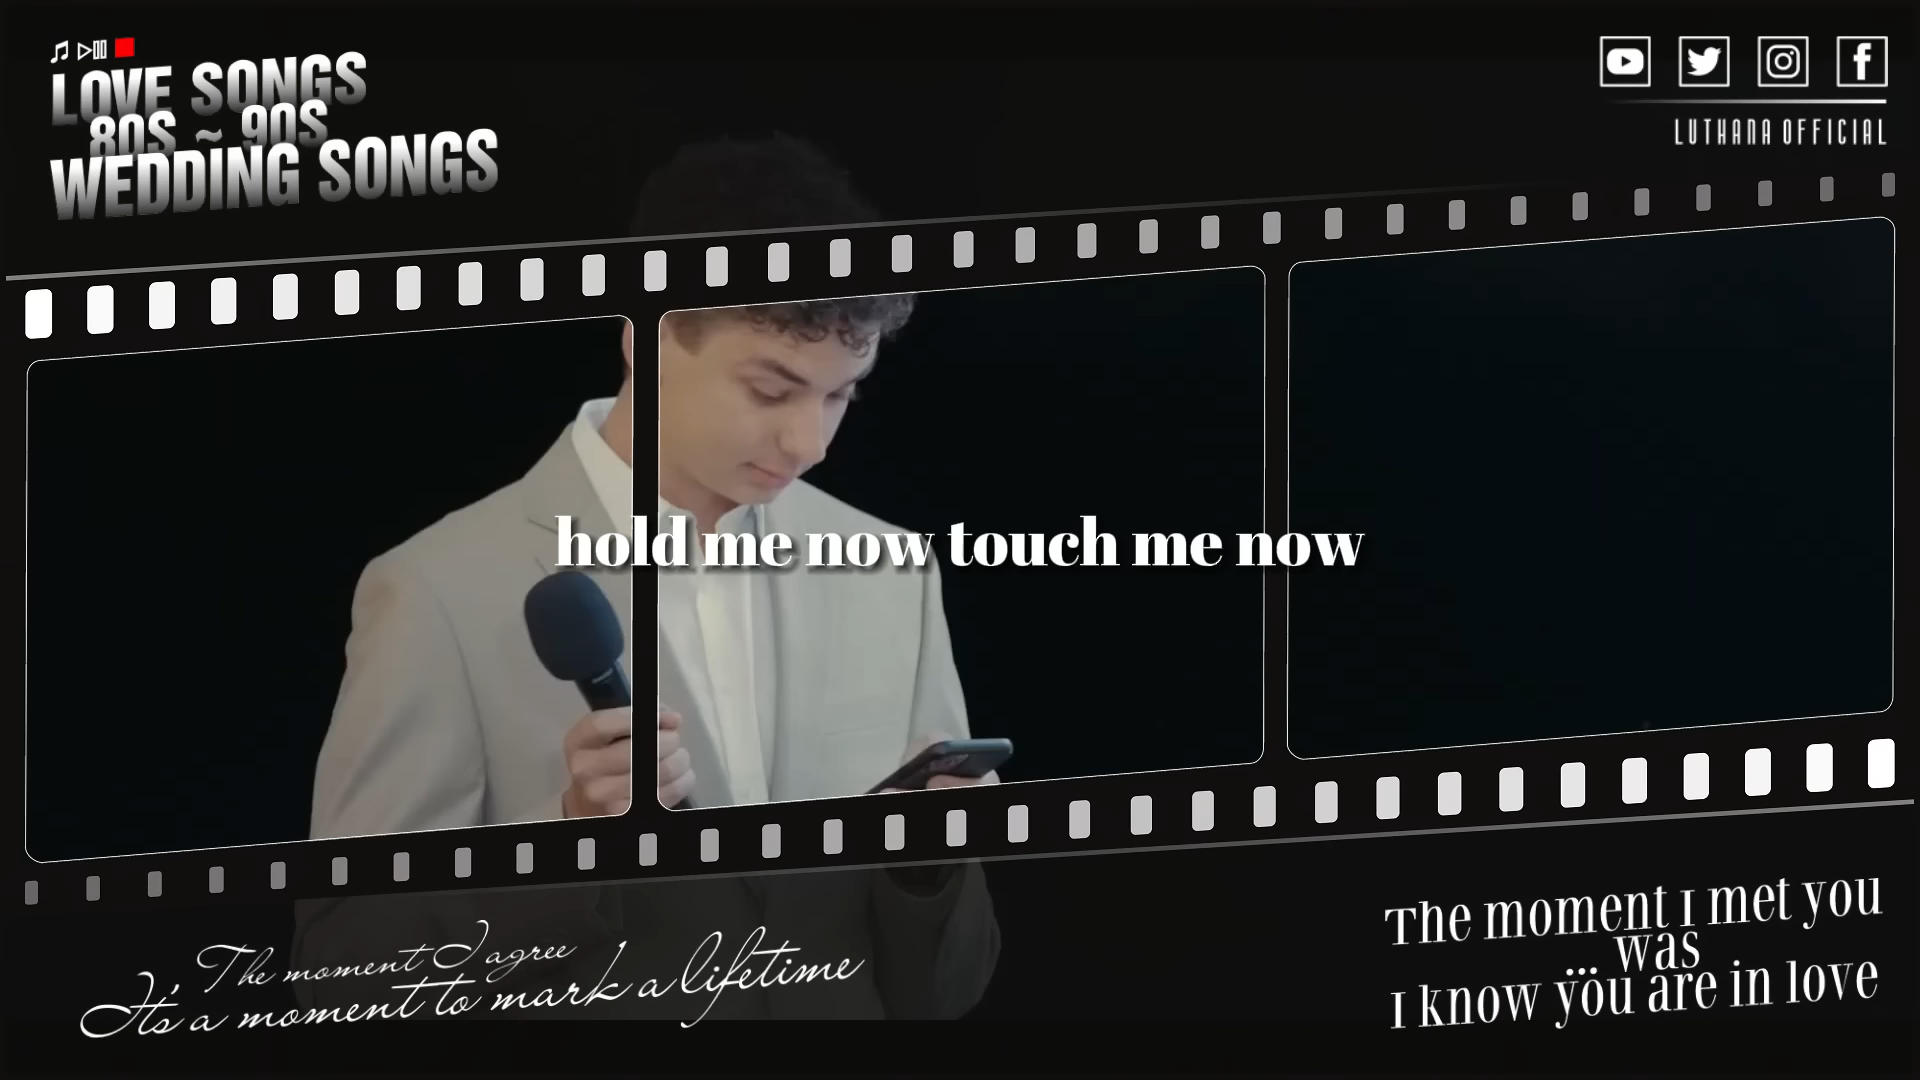 LOVE SONGS
80S ~ 90S
WEDDING SONGS
LUTHANA OFFICIAL
hold me now touch me now
The moment I agree
It's a moment to mark a lifetime
The moment I met you
was
I know you are in love